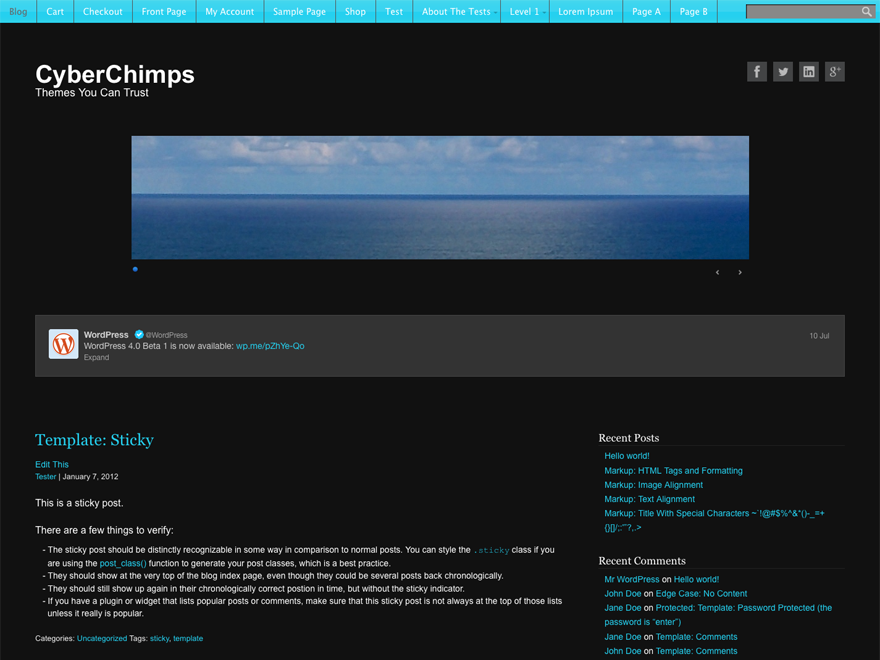 Blog Cart Checkout Front Page My Account Sample Page Shop Test About The Tests Level 1 Lorem Ipsum Page A Page B
CyberChimps
Themes You Can Trust
WordPress @WordPress 10 Jul
WordPress 4.0 Beta 1 is now available: wp.me/pZhYe-Qo
Expand
Template: Sticky
Edit This
Tester | January 7, 2012
This is a sticky post.
There are a few things to verify:
- The sticky post should be distinctly recognizable in some way in comparison to normal posts. You can style the .sticky class if you
are using the post_class() function to generate your post classes, which is a best practice.
- They should show at the very top of the blog index page, even though they could be several posts back chronologically.
- They should still show up again in their chronologically correct postion in time, but without the sticky indicator.
- If you have a plugin or widget that lists popular posts or comments, make sure that this sticky post is not always at the top of those lists
unless it really is popular.
Categories: Uncategorized Tags: sticky, template
Recent Posts
Hello world!
Markup: HTML Tags and Formatting
Markup: Image Alignment
Markup: Text Alignment
Markup: Title With Special Characters ~`!@#$%^&*()-_=+
{}[]/;:'"?,.>
Recent Comments
Mr WordPress on Hello world!
John Doe on Edge Case: No Content
Jane Doe on Protected: Template: Password Protected (the
password is "enter")
Jane Doe on Template: Comments
John Doe on Template: Comments